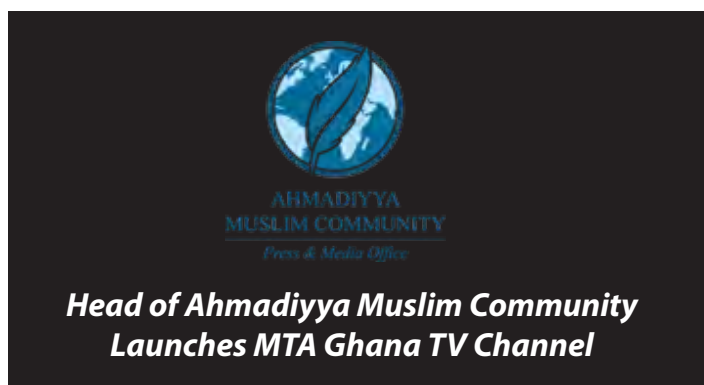 AHMADIYYA
MUSLIM COMMUNITY
Press & Media Office
Head of Ahmadiyya Muslim Community
Launches MTA Ghana TV Channel